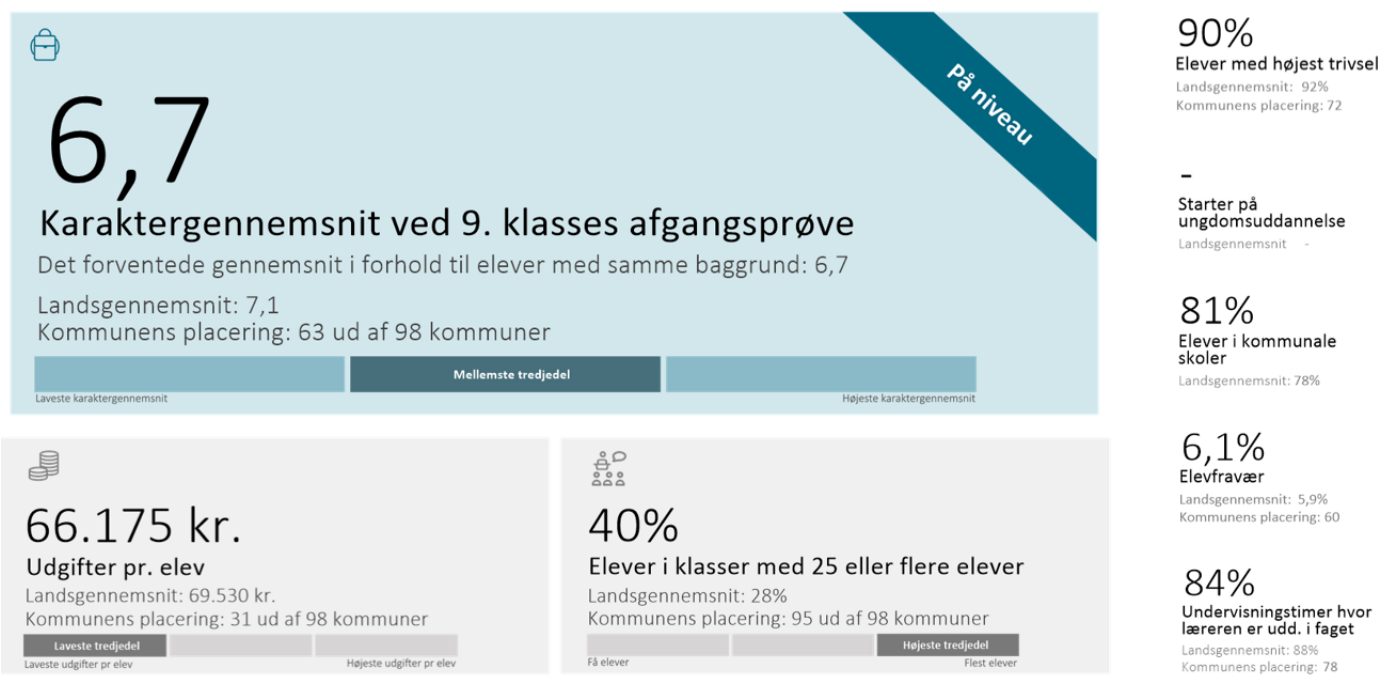 På niveau
6,7
Karaktergennemsnit ved 9. klasses afgangsprøve
Det forventede gennemsnit i forhold til elever med samme baggrund: 6,7
Landsgennemsnit: 7,1
Kommunens placering: 63 ud af 98 kommuner
Mellemste tredjedel
Laveste karaktergennemsnit
Højeste karaktergennemsnit
66.175 kr.
Udgifter pr. elev
Landsgennemsnit: 69.530 kr.
Kommunens placering: 31 ud af 98 kommuner
Laveste tredjedel
Laveste udgifter pr elev
Højeste udgifter pr elev
40%
Elever i klasser med 25 eller flere elever
Landsgennemsnit: 28%
Kommunens placering: 95 ud af 98 kommuner
Højeste tredjedel
Få elever
Flest elever
90%
Elever med højest trivsel
Landsgennemsnit: 92%
Kommunens placering: 72
-
Starter på
ungdomsuddannelse
Landsgennemsnit -
81%
Elever i kommunale
skoler
Landsgennemsnit: 78%
6,1%
Elevfravær
Landsgennemsnit: 5,9%
Kommunens placering: 60
84%
Undervisningstimer hvor
læreren er udd. i faget
Landsgennemsnit: 88%
Kommunens placering: 78